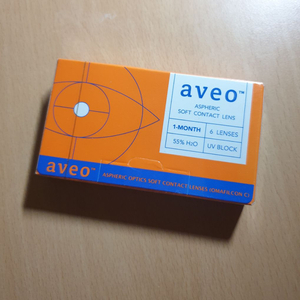 aveo™
ASPHERIC
SOFT CONTACT LENS
1-MONTH 6 LENSES
55% H₂O UV BLOCK
aveo™
ASPHERIC OPTICS SOFT CONTACT LENSES (OMAFILCON C)